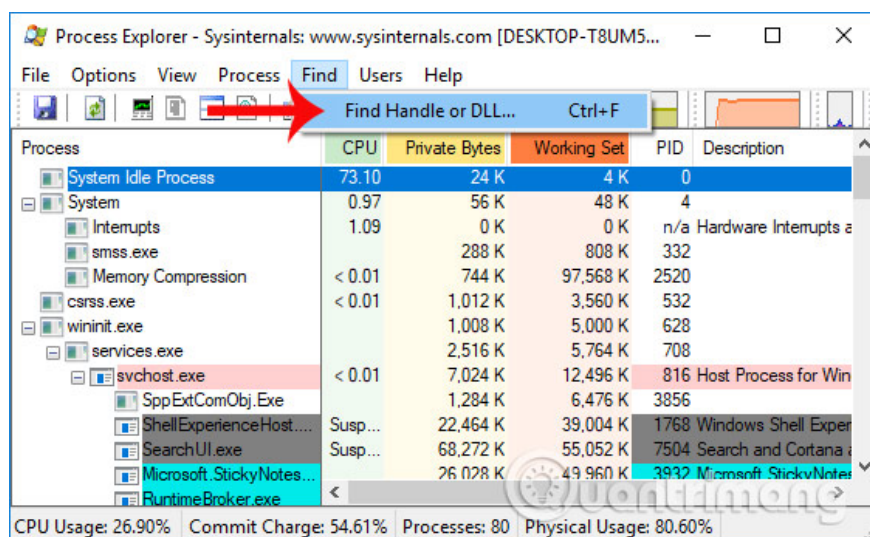 Process Explorer - Sysinternals: www.sysinternals.com [DESKTOP-T8UM5...
File Options View Process Find Users Help
Find Handle or DLL... Ctrl+F
Process CPU Private Bytes Working Set PID Description
System Idle Process 73.10 24 K 4 K 0
System 0.97 56 K 48 K 4
Interrupts 1.09 0 K 0 K n/a Hardware Interrupts a
smss.exe 288 K 808 K 332
Memory Compression < 0.01 744 K 97,568 K 2520
csrss.exe < 0.01 1,012 K 3,560 K 532
wininit.exe 1,008 K 5,000 K 628
services.exe 2,516 K 5,764 K 708
svchost.exe < 0.01 7,024 K 12,496 K 816 Host Process for Win
SppExtComObj.Exe 1,284 K 6,476 K 3856
ShellExperienceHost.... Susp... 22,464 K 39,004 K 1768 Windows Shell Exper
SearchUI.exe Susp... 68,272 K 55,052 K 7504 Search and Cortana a
Microsoft.StickyNotes... 26,028 K 49,960 K 3932 Microsoft.StickyNotes
RuntimeBroker.exe
Quantrimang
CPU Usage: 26.90% Commit Charge: 54.61% Processes: 80 Physical Usage: 80.60%